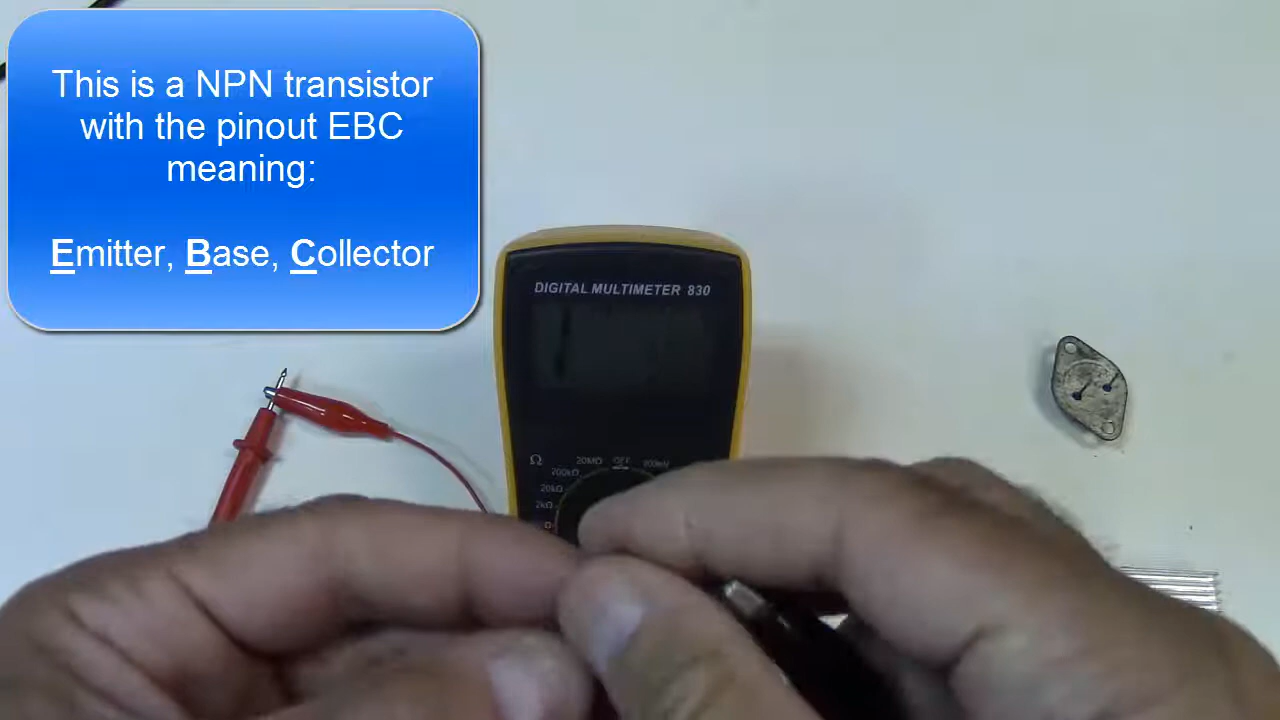 This is a NPN transistor
with the pinout EBC
meaning:
Emitter, Base, Collector
DIGITAL MULTIMETER 830
Ω
20MΩ
OFF
200kΩ
20kΩ
2kΩ